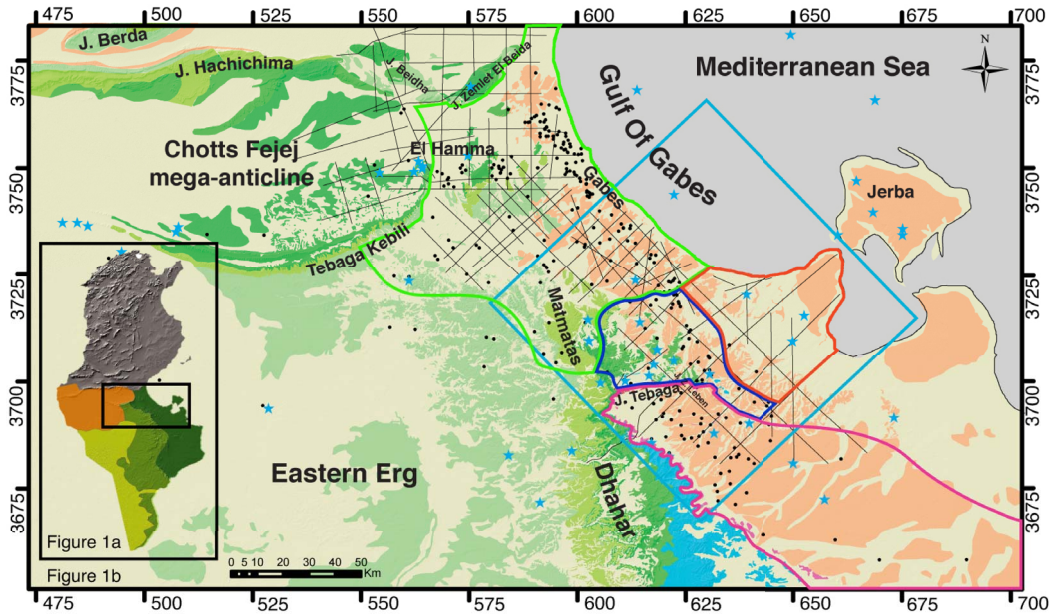 475 500 525 550 575 600 625 650 675 700
3775
3750
3725
3700
3675
J. Berda
J. Hachichima
J. Beidha
J. Zemlet El Beida
Mediterranean Sea
N
Gulf Of Gabes
Chotts Fejej
mega-anticline
El Hamma
Gabes
Jerba
Tebaga Kebili
Matmatas
J. Tebaga
Leben
Eastern Erg
Dhahar
Figure 1a
Figure 1b
0 5 10 20 30 40 50
Km
3775
3750
3725
3700
3675
475 500 525 550 575 600 625 650 675 700